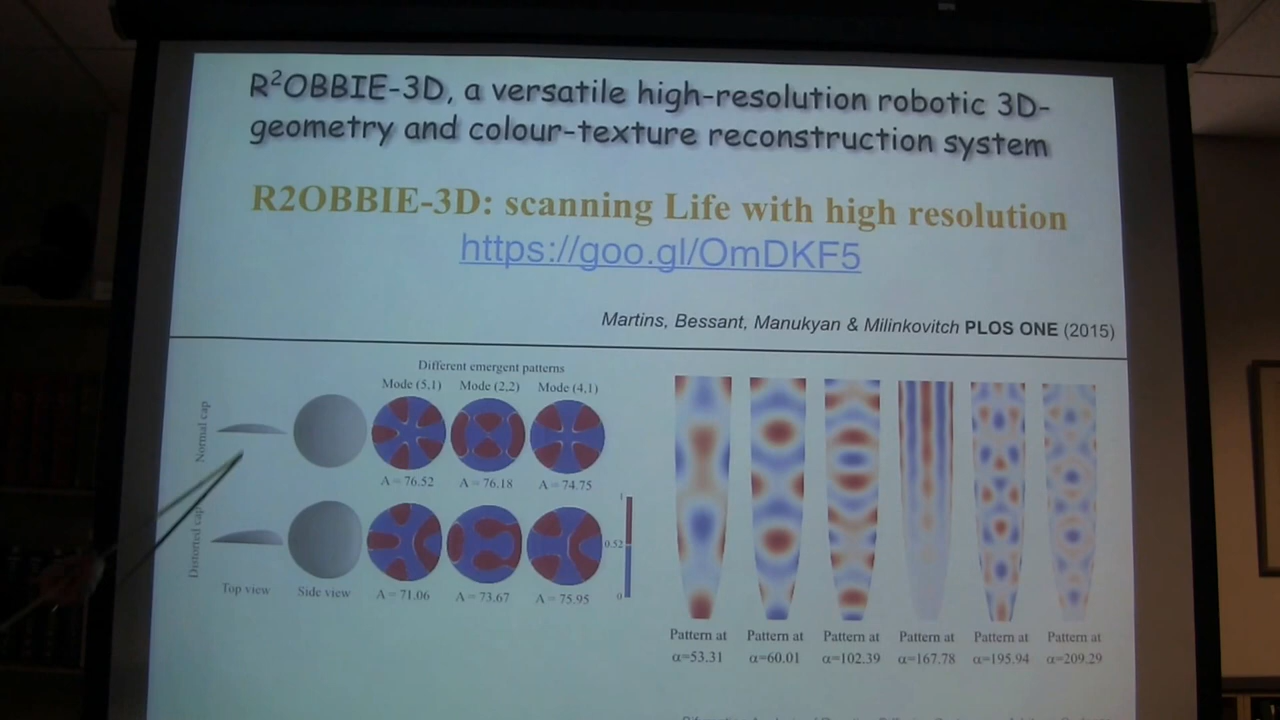 R²OBBIE-3D, a versatile high-resolution robotic 3D-
geometry and colour-texture reconstruction system
R2OBBIE-3D: scanning Life with high resolution
https://goo.gl/OmDKF5
Martins, Bessant, Manukyan & Milinkovitch PLOS ONE (2015)
Different emergent patterns
Mode (5,1) Mode (2,2) Mode (4,1)
Normal cap
A = 76.52 A = 76.18 A = 74.75
Distorted cap
1
0.52
0
Top view Side view A = 71.06 A = 73.67 A = 75.95
Pattern at Pattern at Pattern at Pattern at Pattern at Pattern at
α=53.31 α=60.01 α=102.39 α=167.78 α=195.94 α=209.29